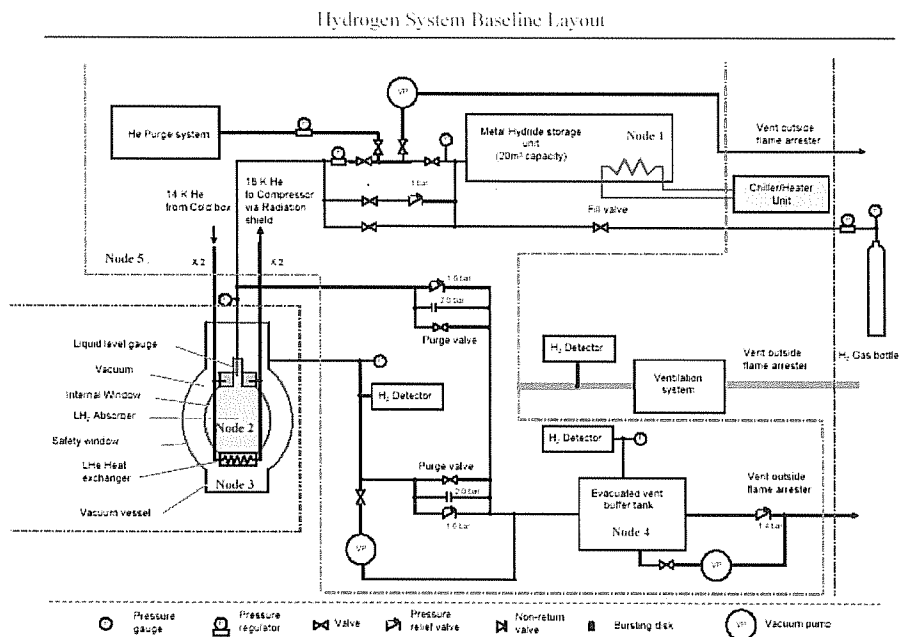 Hydrogen System Baseline Layout
VP
He Purge system
Metal Hydride storage
unit
(20m³ capacity)
Node 1
Vent outside
flame arrester
Chiller/Heater
Unit
14 K He
from Cold box
18 K He
to Compressor
via Radiation
shield
1 bar
Fill valve
Node 5
X 2
X 2
1.6 bar
2.0 bar
Purge valve
H₂ Gas bottle
Liquid level gauge
Vacuum
Internal Window
LH₂ Absorber
Safety window
LHe Heat
exchanger
Vacuum vessel
Node 2
Node 3
H₂ Detector
H₂ Detector
Ventilation
system
Vent outside
flame arrester
H₂ Detector
Purge valve
2.0 bar
1.6 bar
VP
Evacuated vent
buffer tank
Node 4
Vent outside
flame arrester
1.4 bar
VP
Pressure
gauge
Pressure
regulator
Valve
Pressure
relief valve
Non-return
valve
Bursting disk
VP
Vacuum pump